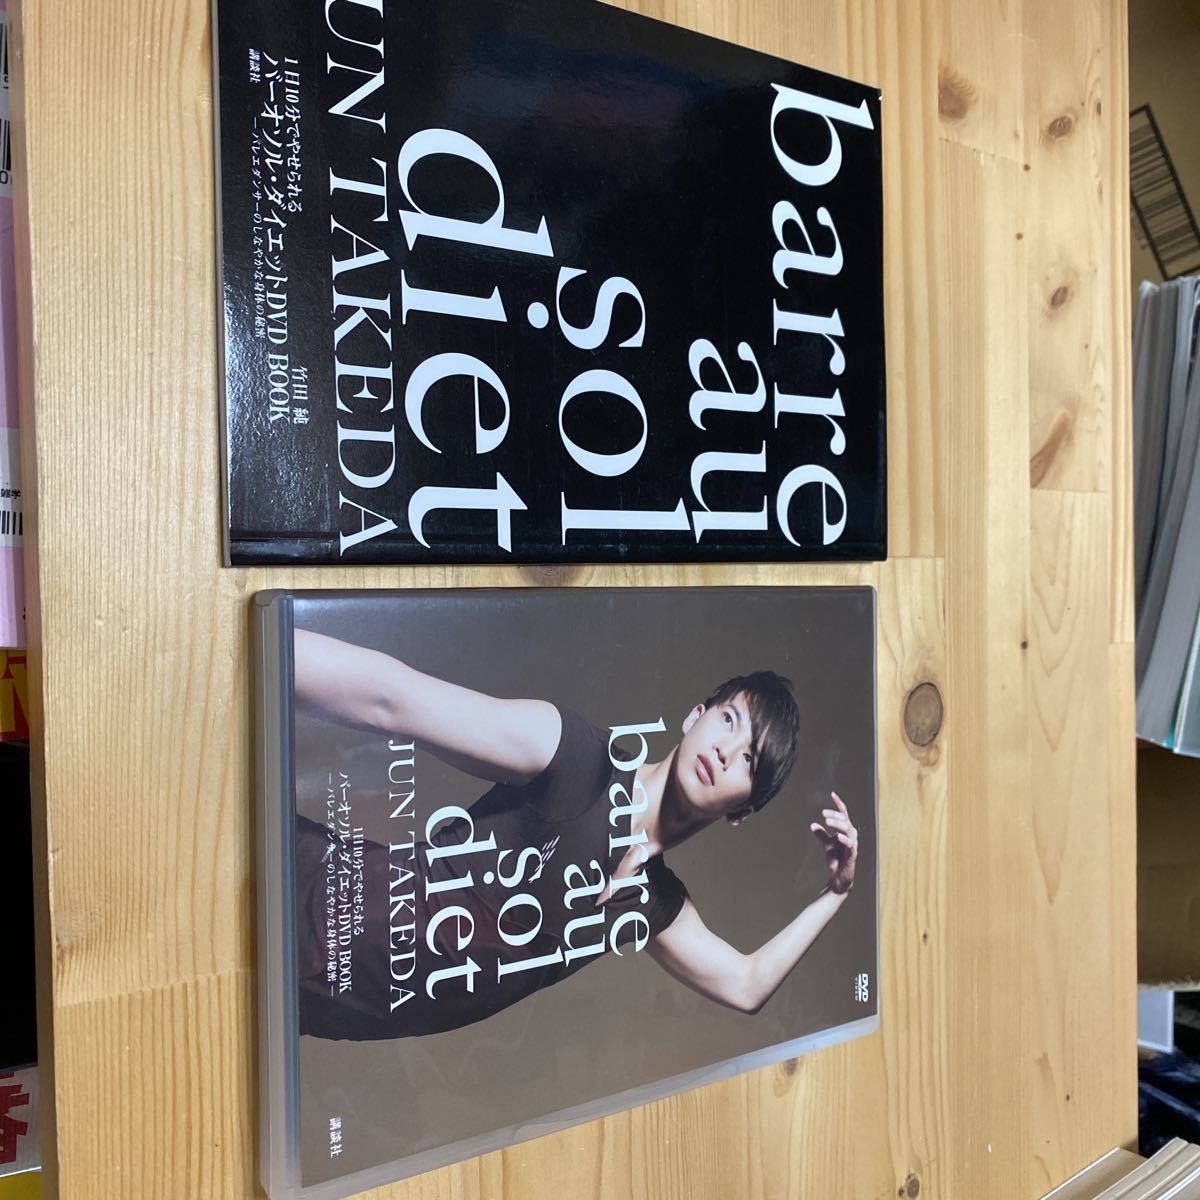 barre
au
sol
diet
JUN TAKEDA
竹田 純
1日10分でやせられる
バーオソル・ダイエットDVD BOOK
―バレエダンサーのしなやかな身体の秘密―
講談社
DVD
VIDEO
barre
au
sol
diet
JUN TAKEDA
1日10分でやせられる
バーオソル・ダイエットDVD BOOK
―バレエダンサーのしなやかな身体の秘密―
講談社